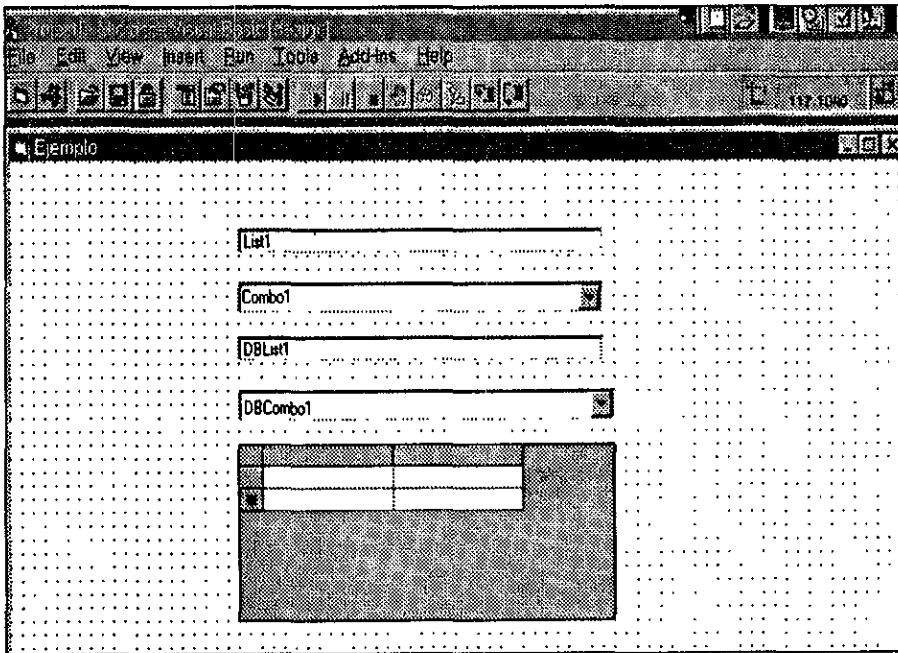 File Edit View Insert Run Tools Add-Ins Help
Ejemplo
List1
Combo1
DBList1
DBCombo1